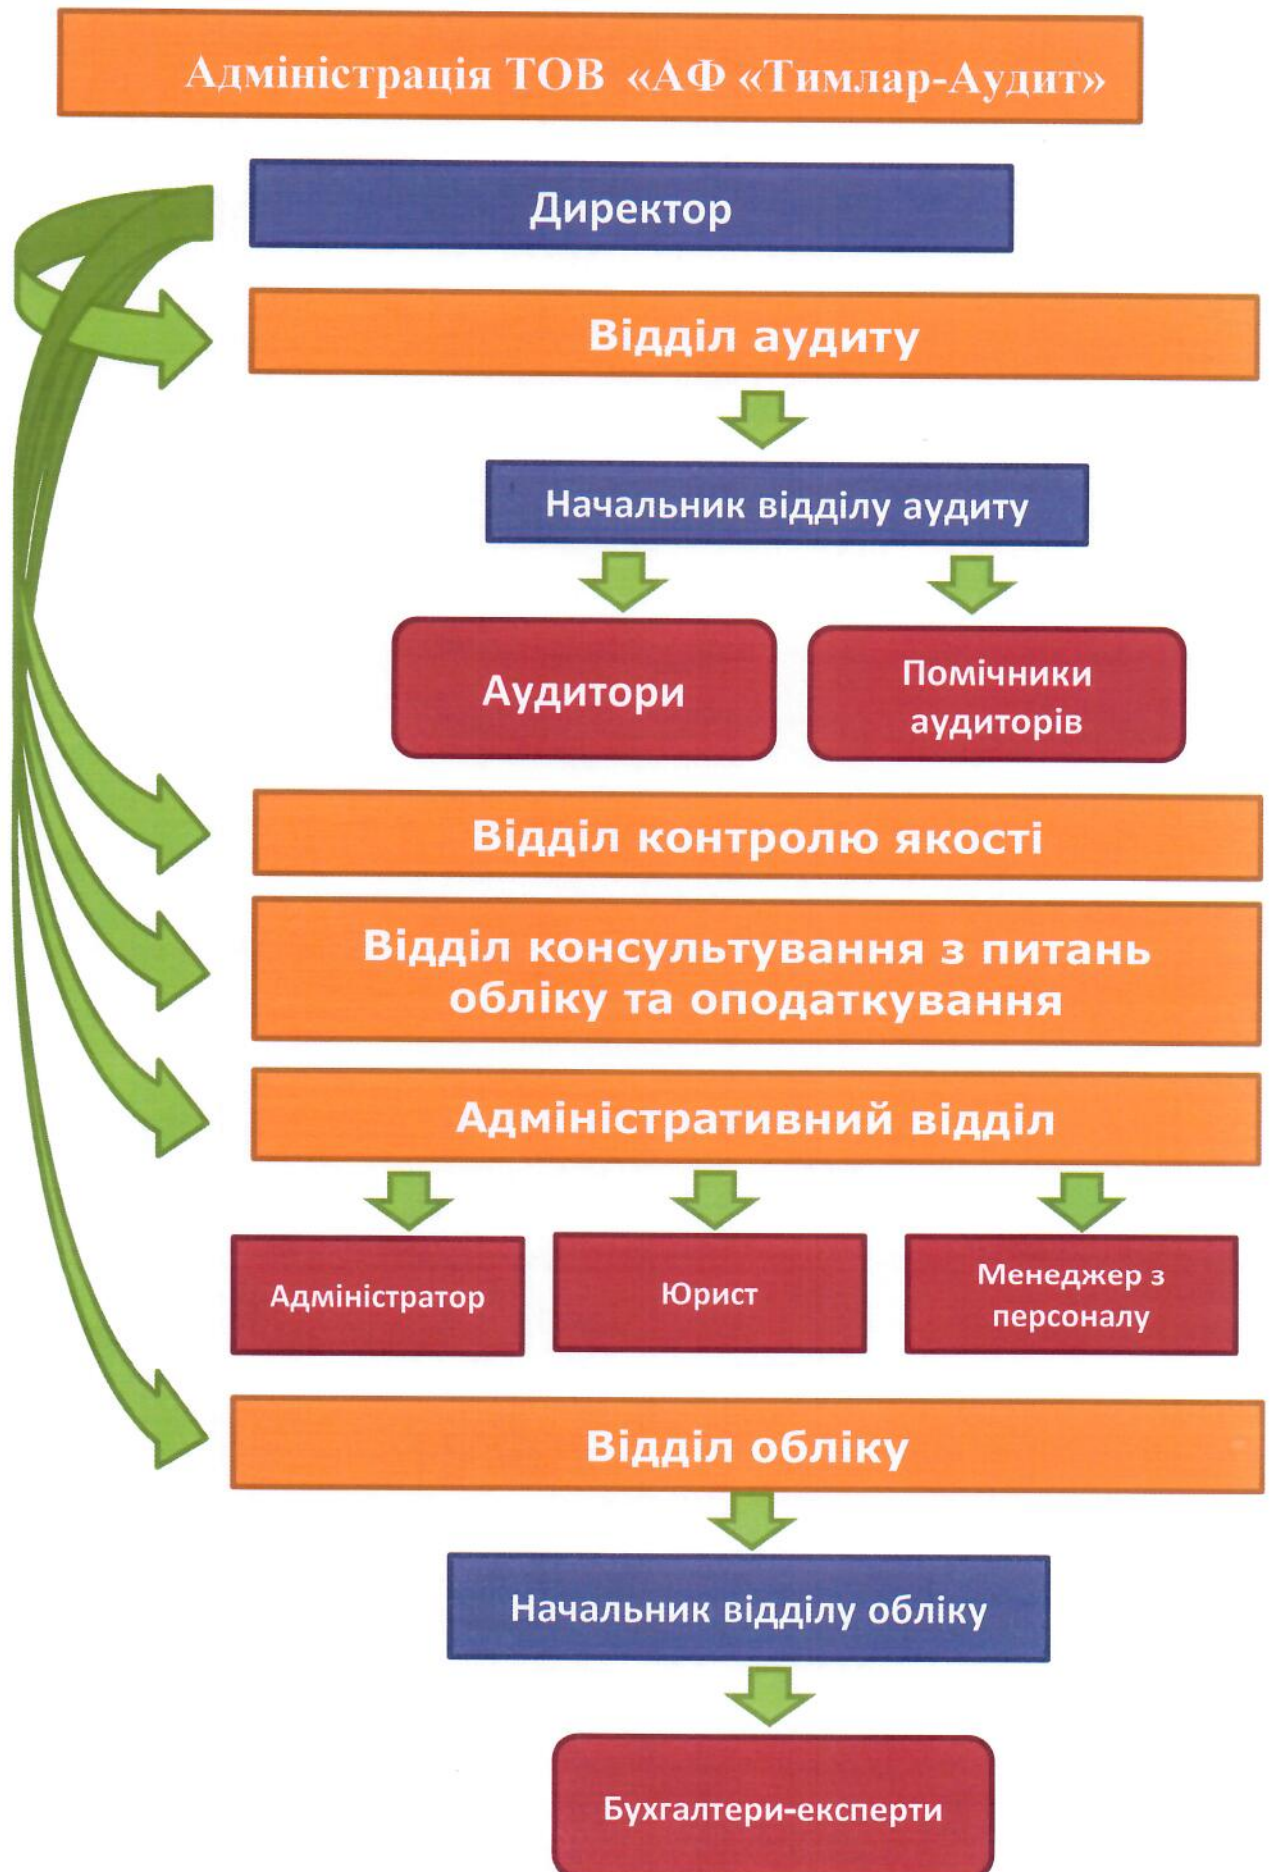 Адміністрація ТОВ «АФ «Тимлар-Аудит»
Директор
Відділ аудиту
Начальник відділу аудиту
Аудитори
Помічники
аудиторів
Відділ контролю якості
Відділ консультування з питань
обліку та оподаткування
Адміністративний відділ
Адміністратор
Юрист
Менеджер з
персоналу
Відділ обліку
Начальник відділу обліку
Бухгалтери-експерти